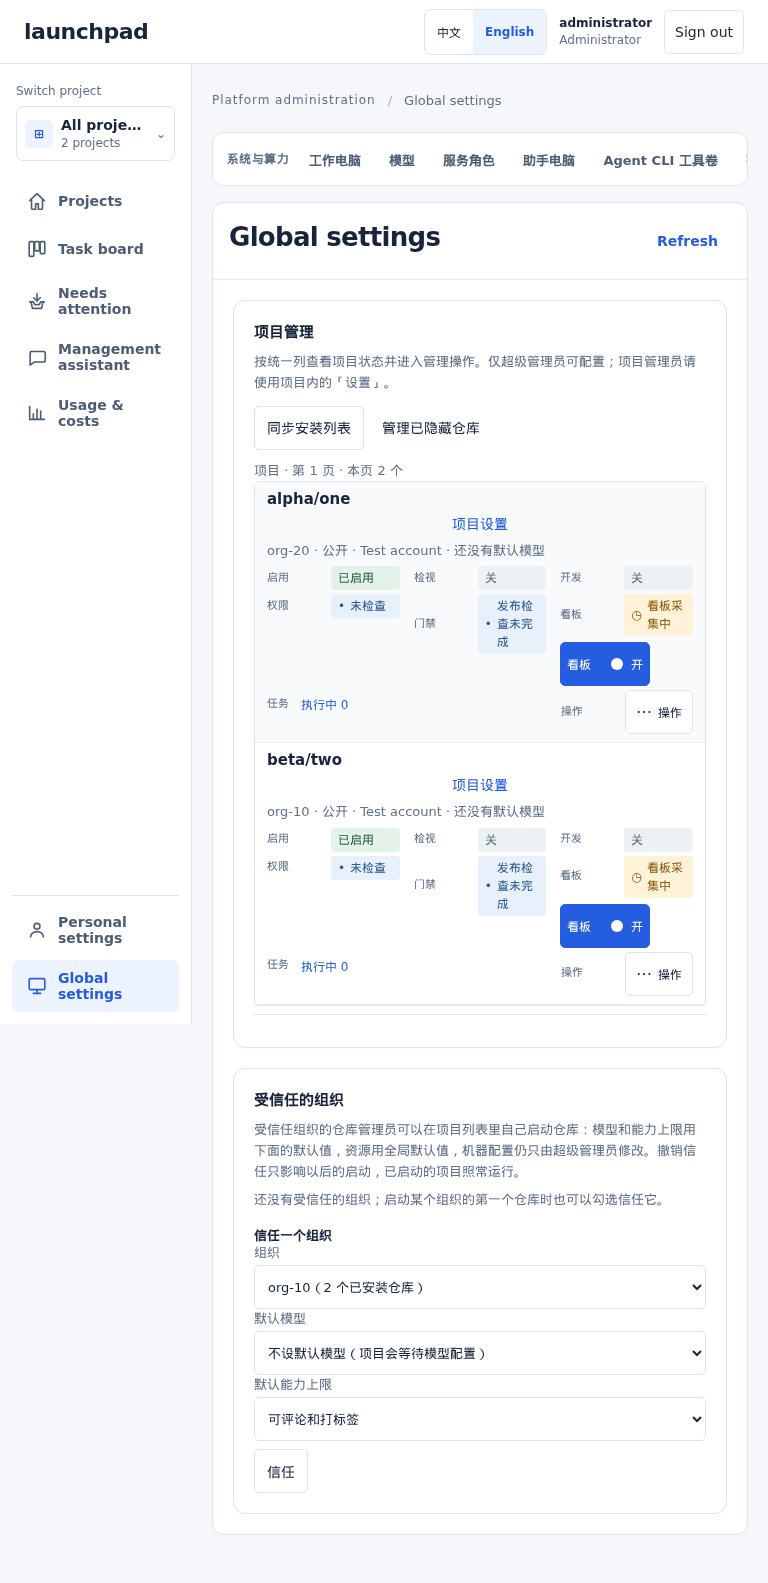 launchpad
中文
English
administrator
Administrator
Sign out
Switch project
All proje...
2 projects
Projects
Task board
Needs
attention
Management
assistant
Usage &
costs
Personal
settings
Global
settings
Platform administration / Global settings
系统与算力 工作电脑 模型 服务角色 助手电脑 Agent CLI 工具卷
Global settings
Refresh
项目管理
按统一列查看项目状态并进入管理操作。仅超级管理员可配置；项目管理员请
使用项目内的「设置」。
同步安装列表 管理已隐藏仓库
项目 · 第 1 页 · 本页 2 个
alpha/one
项目设置
org-20 · 公开 · Test account · 还没有默认模型
启用 已启用 检视 关 开发 关
权限 • 未检查
门禁 • 发布检
查未完
成
看板 看板采
集中
看板 开
任务 执行中 0
操作 ··· 操作
beta/two
项目设置
org-10 · 公开 · Test account · 还没有默认模型
启用 已启用 检视 关 开发 关
权限 • 未检查
门禁 • 发布检
查未完
成
看板 看板采
集中
看板 开
任务 执行中 0
操作 ··· 操作
受信任的组织
受信任组织的仓库管理员可以在项目列表里自己启动仓库：模型和能力上限用
下面的默认值，资源用全局默认值，机器配置仍只由超级管理员修改。撤销信
任只影响以后的启动，已启动的项目照常运行。
还没有受信任的组织；启动某个组织的第一个仓库时也可以勾选信任它。
信任一个组织
组织
org-10（2 个已安装仓库）
默认模型
不设默认模型（项目会等待模型配置）
默认能力上限
可评论和打标签
信任